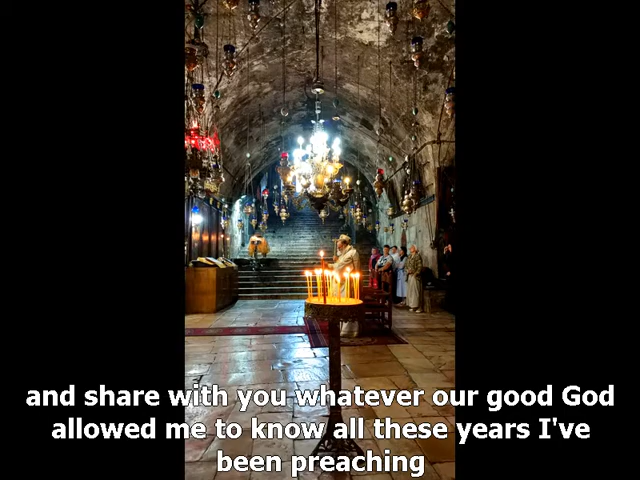 and share with you whatever our good God
allowed me to know all these years I've
been preaching